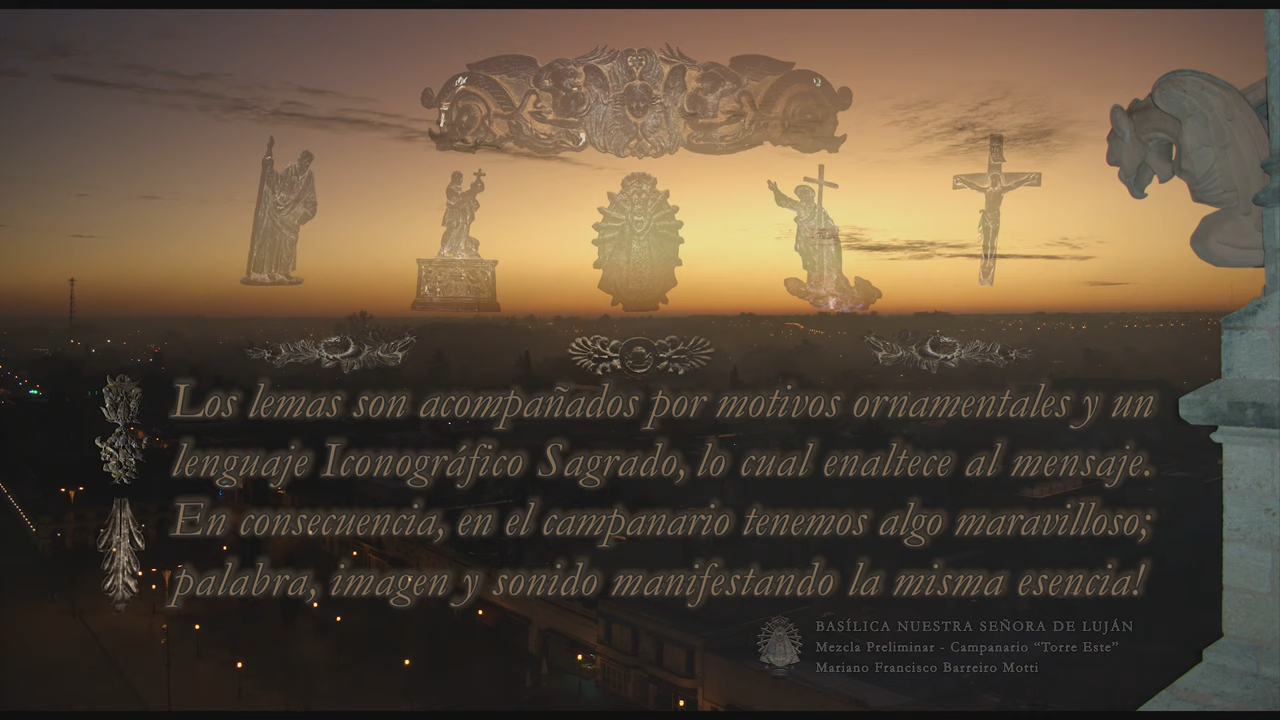 Los lemas son acompañados por motivos ornamentales y un
lenguaje Iconográfico Sagrado, lo cual enaltece al mensaje.
En consecuencia, en el campanario tenemos algo maravilloso;
palabra, imagen y sonido manifestando la misma esencia!
BASÍLICA NUESTRA SEÑORA DE LUJÁN
Mezcla Preliminar - Campanario “Torre Este”
Mariano Francisco Barreiro Motti